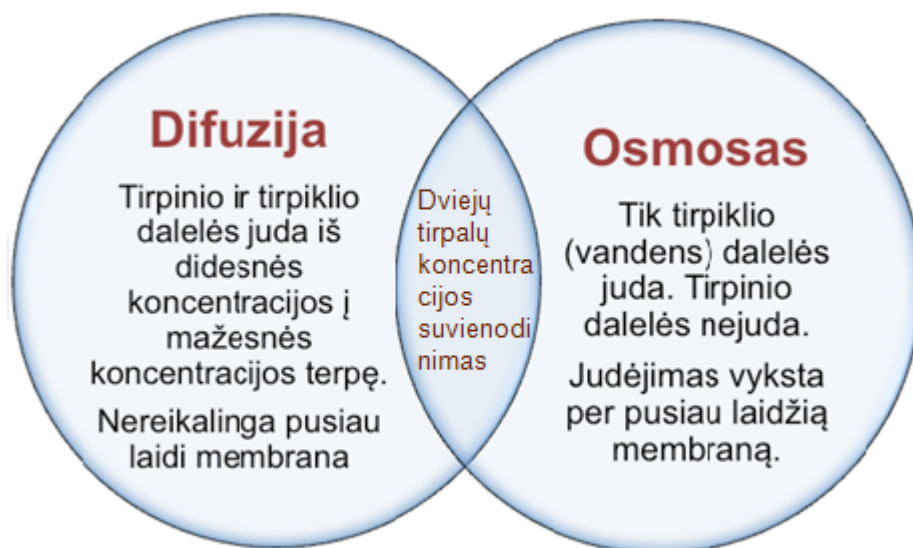 Difuzija
Tirpinio ir tirpiklio
dalelės juda iš
didesnės
koncentracijos į
mažesnės
koncentracijos terpę.
Nereikalinga pusiau
laidi membrana
Dviejų
tirpalų
koncentra
cijos
suvienodi
nimas
Osmosas
Tik tirpiklio
(vandens) dalelės
juda. Tirpinio
dalelės nejuda.
Judėjimas vyksta
per pusiau laidžią
membraną.